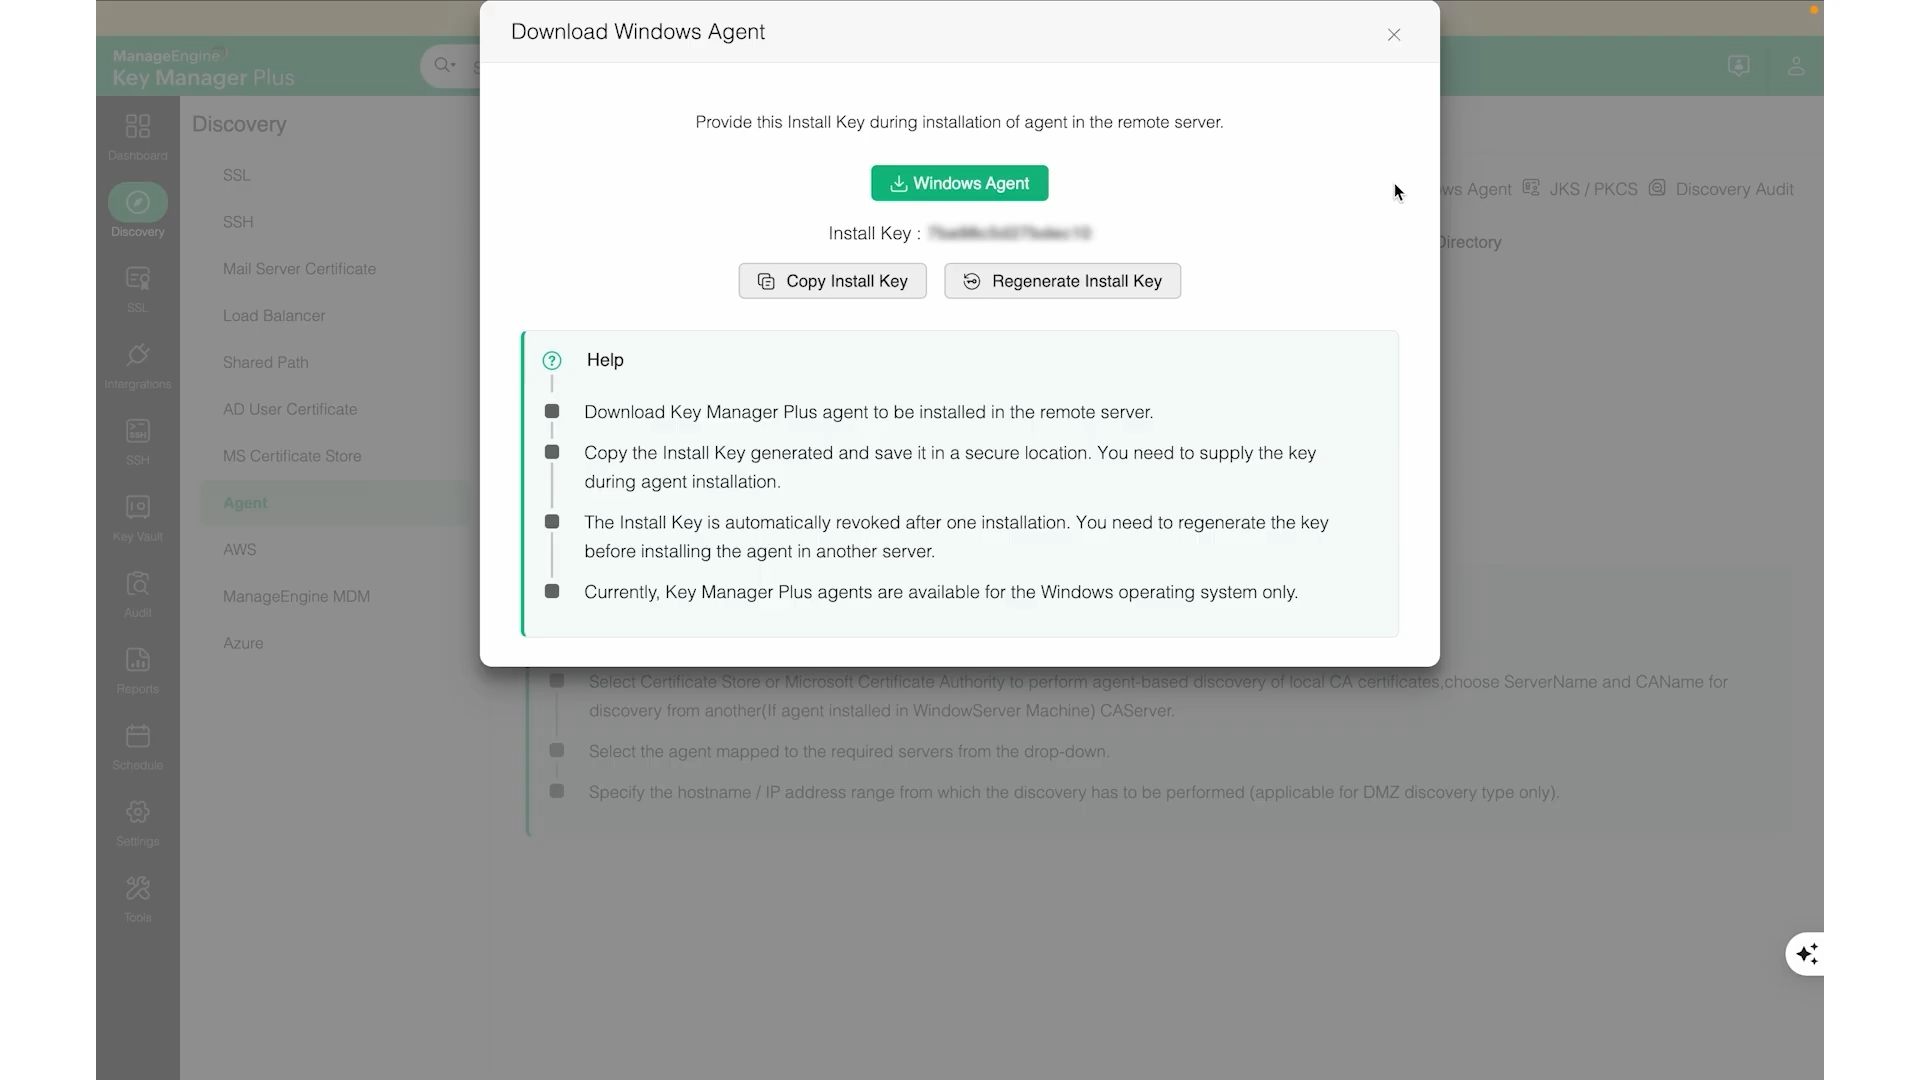 Download Windows Agent
ManageEngine
Key Manager Plus
Provide this Install Key during installation of agent in the remote server.
Windows Agent
Install Key :
Copy Install Key
Regenerate Install Key
Help
Download Key Manager Plus agent to be installed in the remote server.
Copy the Install Key generated and save it in a secure location. You need to supply the key
during agent installation.
The Install Key is automatically revoked after one installation. You need to regenerate the key
before installing the agent in another server.
Currently, Key Manager Plus agents are available for the Windows operating system only.
Dashboard
Discovery
SSL
Intergrations
SSH
Key Vault
Audit
Reports
Schedule
Settings
Tools
Discovery
SSL
SSH
Mail Server Certificate
Load Balancer
Shared Path
AD User Certificate
MS Certificate Store
Agent
AWS
ManageEngine MDM
Azure
Agent
JKS / PKCS
Discovery Audit
Directory
Select Certificate Store or Microsoft Certificate Authority to perform agent-based discovery of local CA certificates,choose ServerName and CAName for
discovery from another(If agent installed in WindowServer Machine) CAServer.
Select the agent mapped to the required servers from the drop-down.
Specify the hostname / IP address range from which the discovery has to be performed (applicable for DMZ discovery type only).